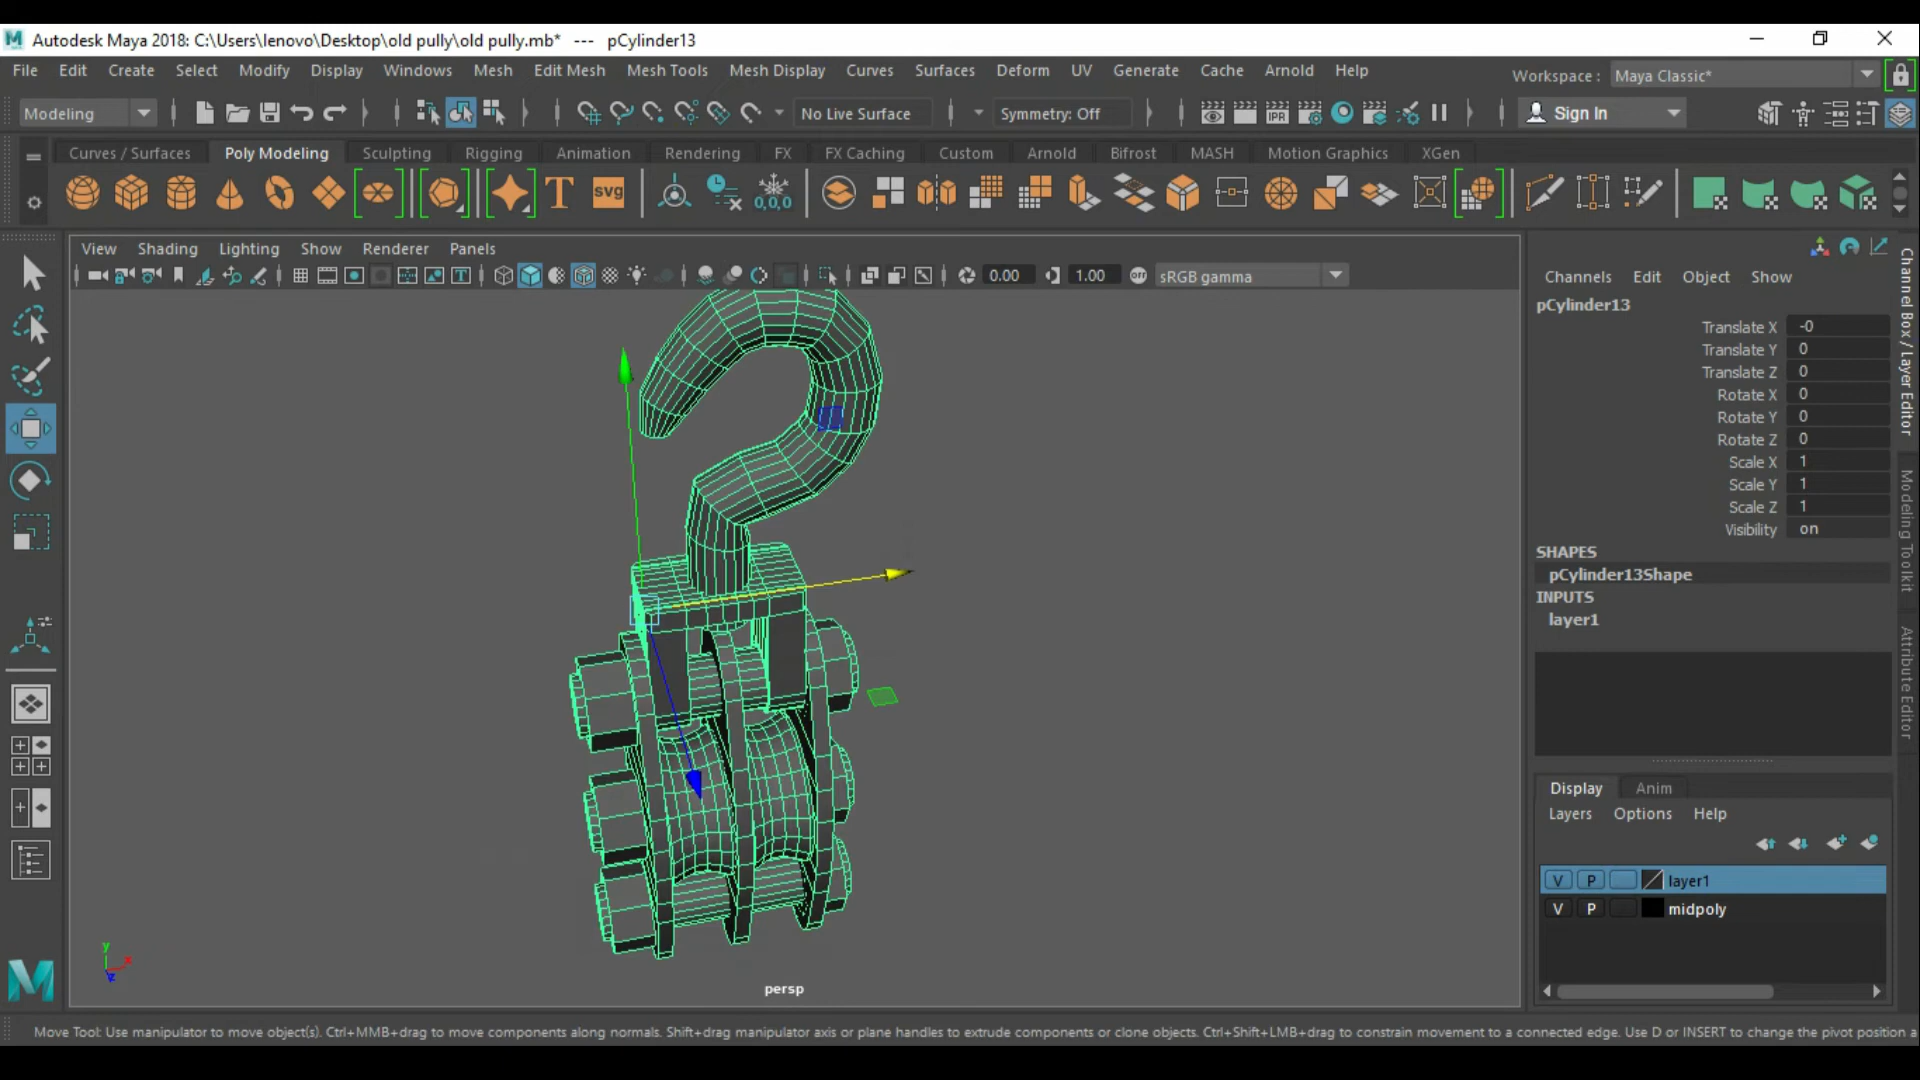 Autodesk Maya 2018: C:\Users\lenovo\Desktop\old pully\old pully.mb* --- pCylinder13
File Edit Create Select Modify Display Windows Mesh Edit Mesh Mesh Tools Mesh Display Curves Surfaces Deform UV Generate Cache Arnold Help
Workspace : Maya Classic*
Modeling
No Live Surface
Symmetry: Off
IPR
Sign In
Curves / Surfaces Poly Modeling Sculpting Rigging Animation Rendering FX FX Caching Custom Arnold Bifrost MASH Motion Graphics XGen
T
svg
0,0,0
View Shading Lighting Show Renderer Panels
T
0.00
1.00
off
sRGB gamma
Channels Edit Object Show
pCylinder13
Translate X -0
Translate Y 0
Translate Z 0
Rotate X 0
Rotate Y 0
Rotate Z 0
Scale X 1
Scale Y 1
Scale Z 1
Visibility on
SHAPES
pCylinder13Shape
INPUTS
layer1
Display Anim
Layers Options Help
V P layer1
V P midpoly
Channel Box / Layer Editor
Modeling Toolkit
Attribute Editor
y
x
z
M
persp
Move Tool: Use manipulator to move object(s). Ctrl+MMB+drag to move components along normals. Shift+drag manipulator axis or plane handles to extrude components or clone objects. Ctrl+Shift+LMB+drag to constrain movement to a connected edge. Use D or INSERT to change the pivot position a